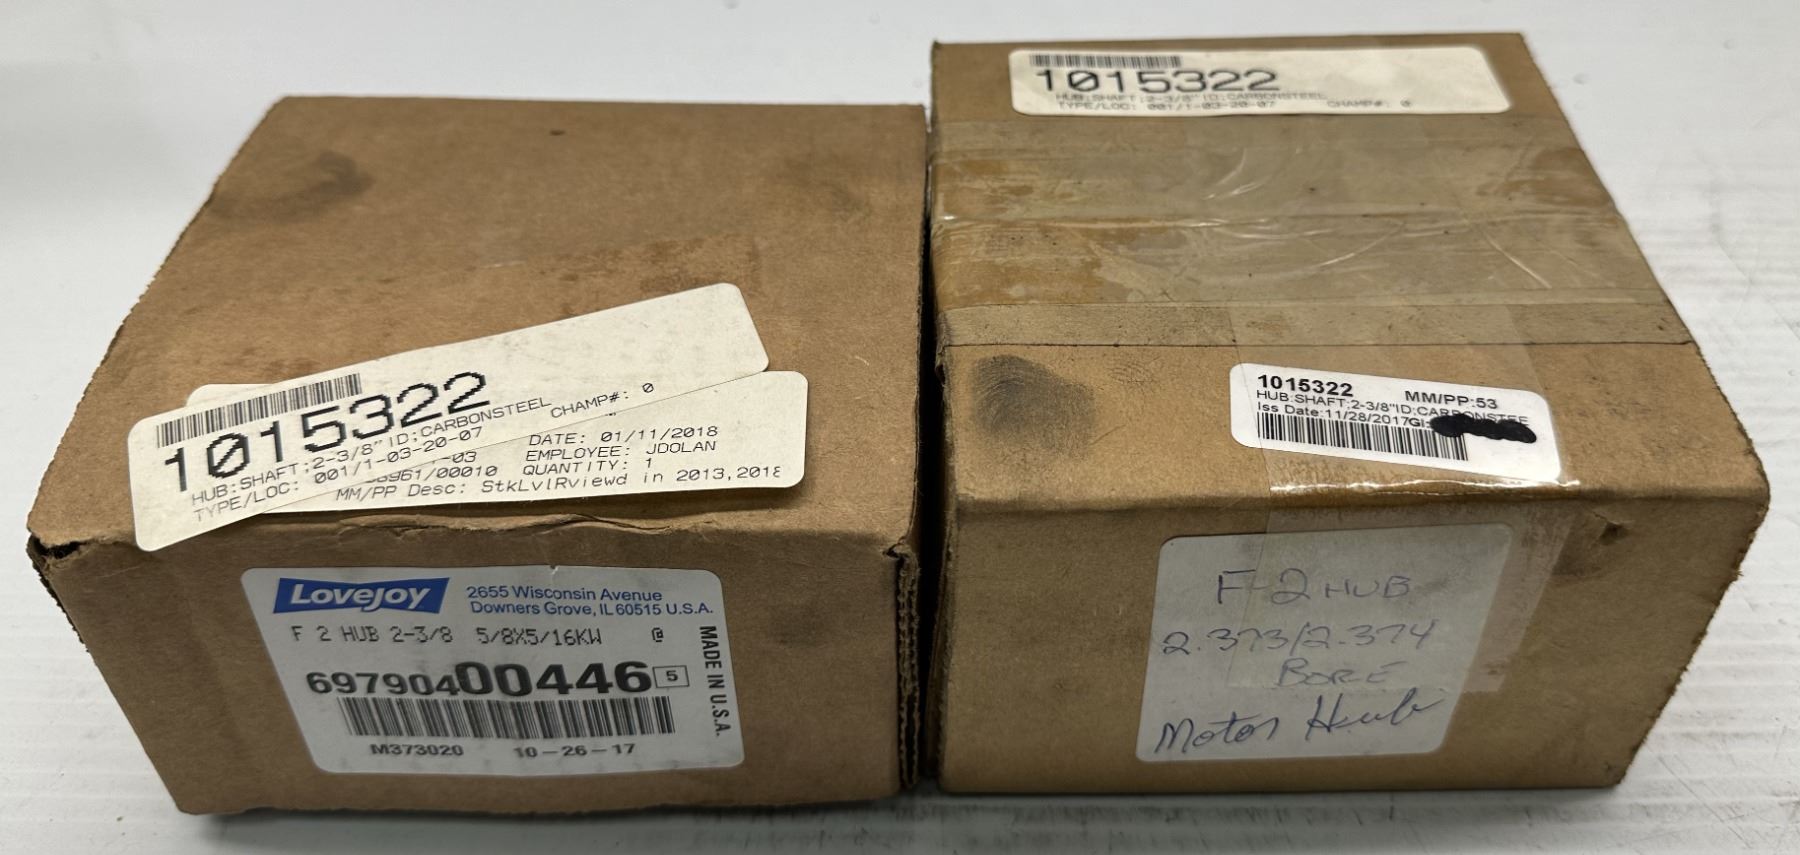 1015322
HUB:SHAFT;2-3/8"ID;CARBONSTEEL
TYPE/LOC: 001/1-03-20-07 CHAMP#: 0
-03
DATE: 01/11/2018
EMPLOYEE: JDOLAN
961/00010 QUANTITY: 1
MM/PP Desc: StkLvlRviewd in 2013,2018
Lovejoy
2655 Wisconsin Avenue
Downers Grove, IL 60515 U.S.A.
F 2 HUB 2-3/8 5/8X5/16KW @
69790400446 5
M373020 10-26-17
MADE IN U.S.A.
1015322
HUB:SHAFT;2-3/8"ID;CARBONSTEEL
TYPE/LOC: 001/1-03-20-07 CHAMP#: 0
1015322 MM/PP:53
HUB:SHAFT;2-3/8"ID;CARBONSTEE
Iss Date:11/28/2017GI-
F-2 HUB
2.373/2.374
BORE
Motor Hub